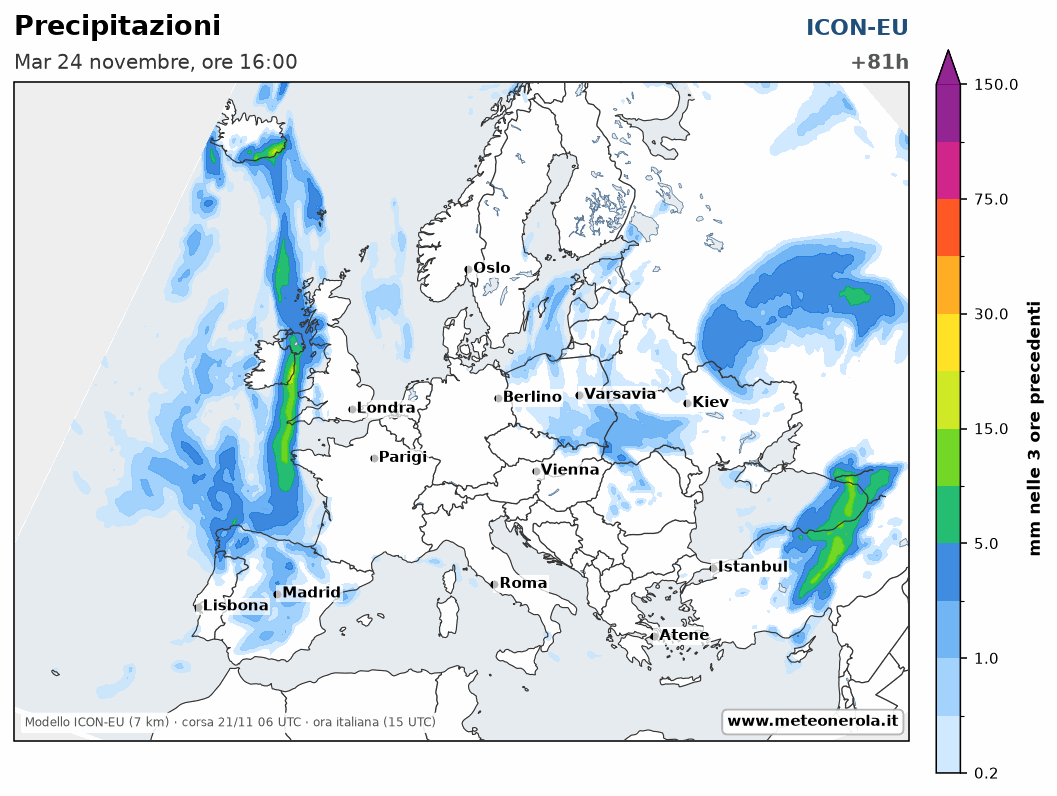 Precipitazioni
ICON-EU
Mar 24 novembre, ore 16:00
+81h
150.0
75.0
30.0
15.0
5.0
1.0
0.2
mm nelle 3 ore precedenti
Oslo
Berlino
Varsavia
Kiev
Londra
Parigi
Vienna
Istanbul
Roma
Madrid
Lisbona
Atene
Modello ICON-EU (7 km) · corsa 21/11 06 UTC · ora italiana (15 UTC)
www.meteonerola.it